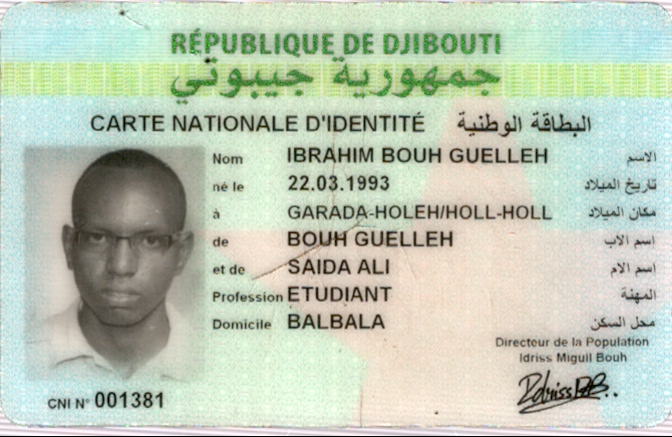 RÉPUBLIQUE DE DJIBOUTI
جمهورية جيبوتي
CARTE NATIONALE D'IDENTITÉ البطاقة الوطنية
Nom IBRAHIM BOUH GUELLEH الاسم
né le 22.03.1993 تاريخ الميلاد
à GARADA-HOLEH/HOLL-HOLL مكان الميلاد
de BOUH GUELLEH اسم الاب
et de SAIDA ALI اسم الام
Profession ETUDIANT المهنة
Domicile BALBALA محل السكن
Directeur de la Population
Idriss Miguil Bouh
CNI N° 001381